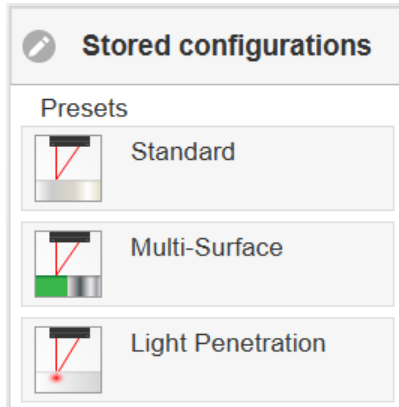 Stored configurations
Presets
Standard
Multi-Surface
Light Penetration